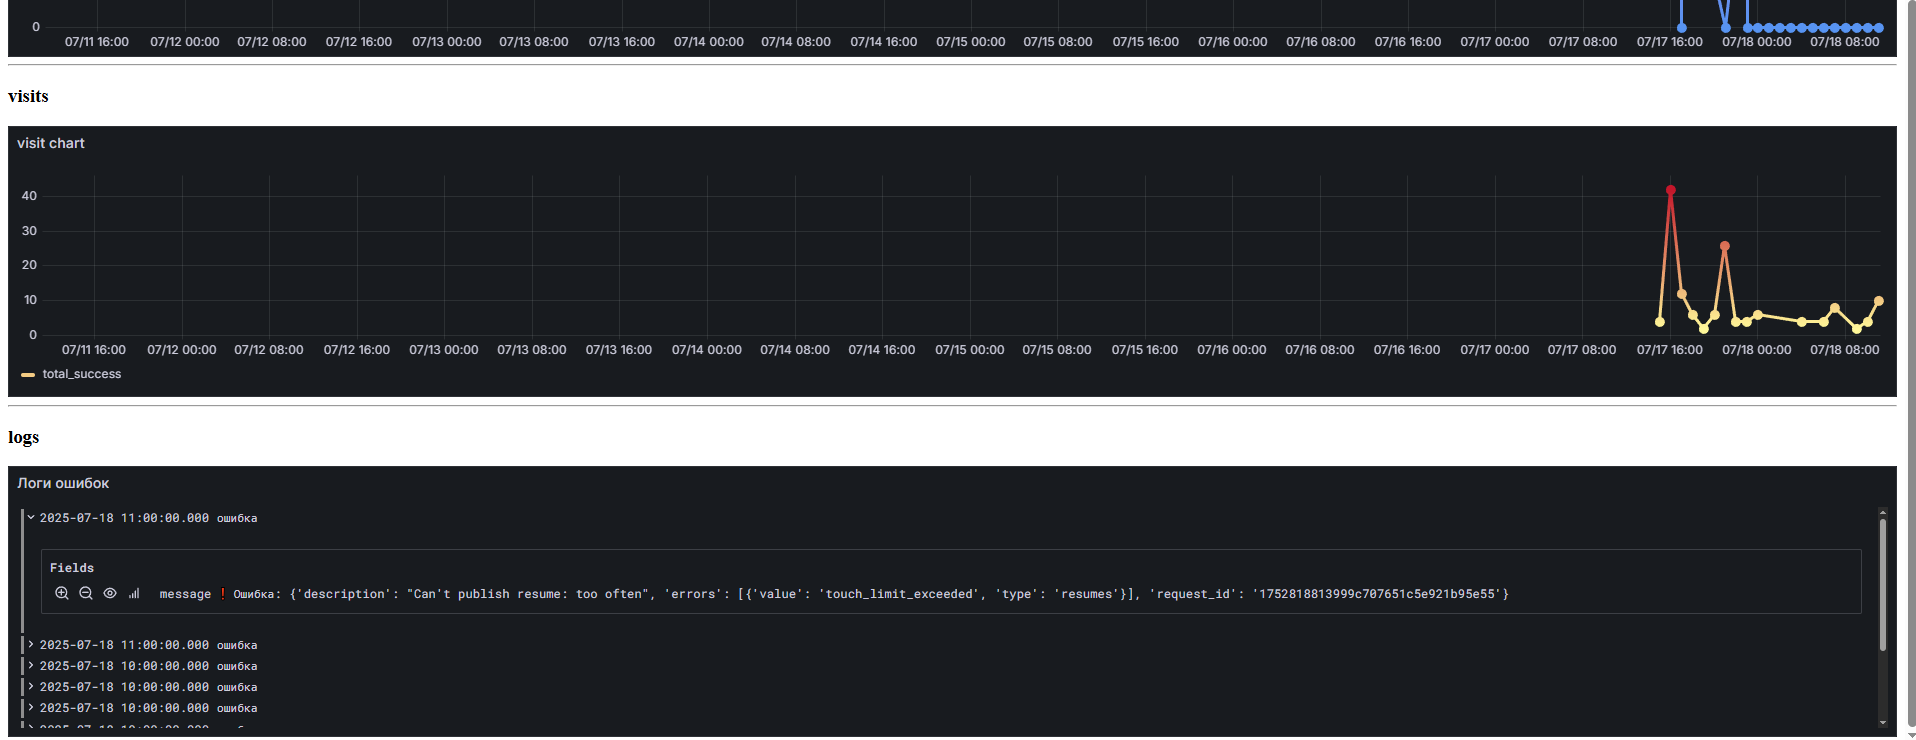 0
07/11 16:00 07/12 00:00 07/12 08:00 07/12 16:00 07/13 00:00 07/13 08:00 07/13 16:00 07/14 00:00 07/14 08:00 07/14 16:00 07/15 00:00 07/15 08:00 07/15 16:00 07/16 00:00 07/16 08:00 07/16 16:00 07/17 00:00 07/17 08:00 07/17 16:00 07/18 00:00 07/18 08:00
visits
visit chart
40
30
20
10
0
07/11 16:00 07/12 00:00 07/12 08:00 07/12 16:00 07/13 00:00 07/13 08:00 07/13 16:00 07/14 00:00 07/14 08:00 07/14 16:00 07/15 00:00 07/15 08:00 07/15 16:00 07/16 00:00 07/16 08:00 07/16 16:00 07/17 00:00 07/17 08:00 07/17 16:00 07/18 00:00 07/18 08:00
total_success
logs
Логи ошибок
2025-07-18 11:00:00.000 ошибка
Fields
message ❗ Ошибка: {'description': "Can't publish resume: too often", 'errors': [{'value': 'touch_limit_exceeded', 'type': 'resumes'}], 'request_id': '1752818813999c707651c5e921b95e55'}
2025-07-18 11:00:00.000 ошибка
2025-07-18 10:00:00.000 ошибка
2025-07-18 10:00:00.000 ошибка
2025-07-18 10:00:00.000 ошибка